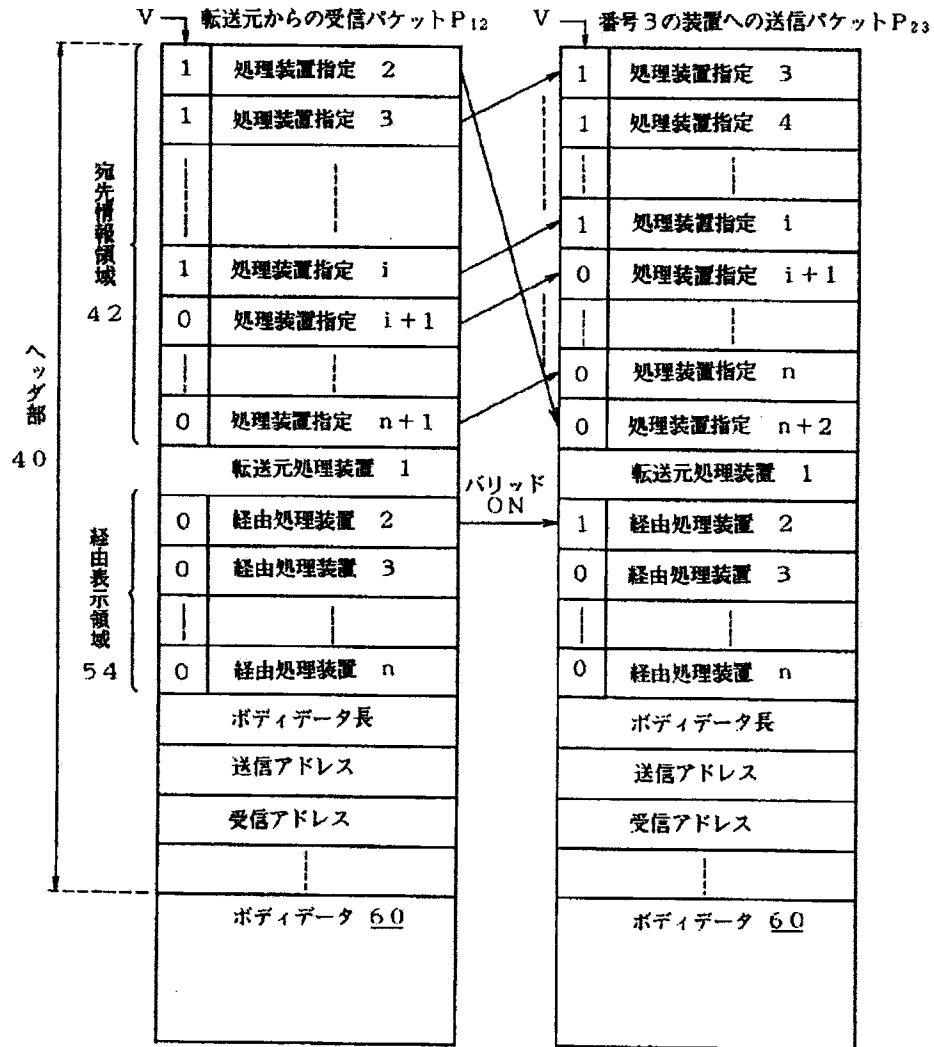 V 転送元からの受信パケットP12
V 番号3の装置への送信パケットP23
ヘッダ部
40
宛先情報領域
42
1 処理装置指定 2
1 処理装置指定 3
1 処理装置指定 i
0 処理装置指定 i+1
0 処理装置指定 n+1
転送元処理装置 1
経由表示領域
54
0 経由処理装置 2
0 経由処理装置 3
0 経由処理装置 n
ボディデータ長
送信アドレス
受信アドレス
ボディデータ 60
バリッド
ON
1 処理装置指定 3
1 処理装置指定 4
1 処理装置指定 i
0 処理装置指定 i+1
0 処理装置指定 n
0 処理装置指定 n+2
転送元処理装置 1
1 経由処理装置 2
0 経由処理装置 3
0 経由処理装置 n
ボディデータ長
送信アドレス
受信アドレス
ボディデータ 60